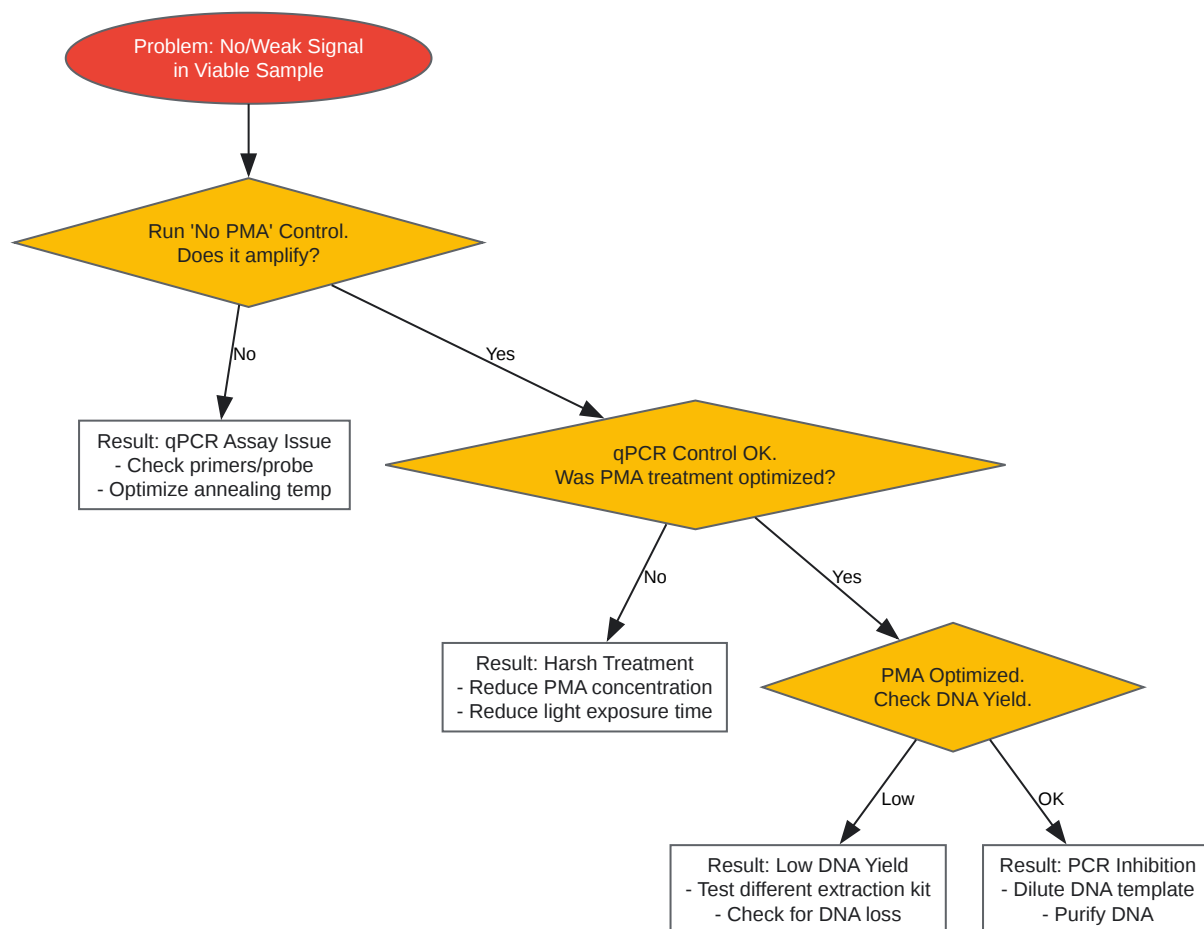 Problem: No/Weak Signal
in Viable Sample
Run 'No PMA' Control.
Does it amplify?
No
Yes
Result: qPCR Assay Issue
- Check primers/probe
- Optimize annealing temp
qPCR Control OK.
Was PMA treatment optimized?
No
Yes
Result: Harsh Treatment
- Reduce PMA concentration
- Reduce light exposure time
PMA Optimized.
Check DNA Yield.
Low
OK
Result: Low DNA Yield
- Test different extraction kit
- Check for DNA loss
Result: PCR Inhibition
- Dilute DNA template
- Purify DNA